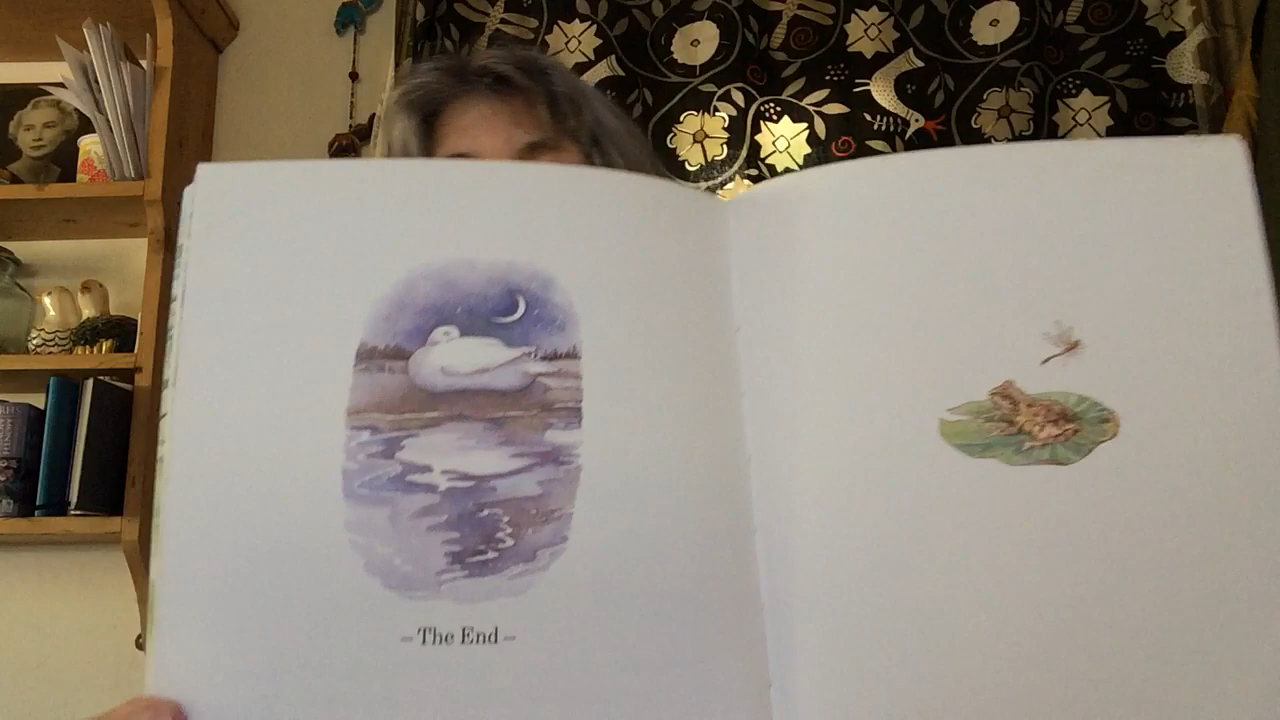 – The End –